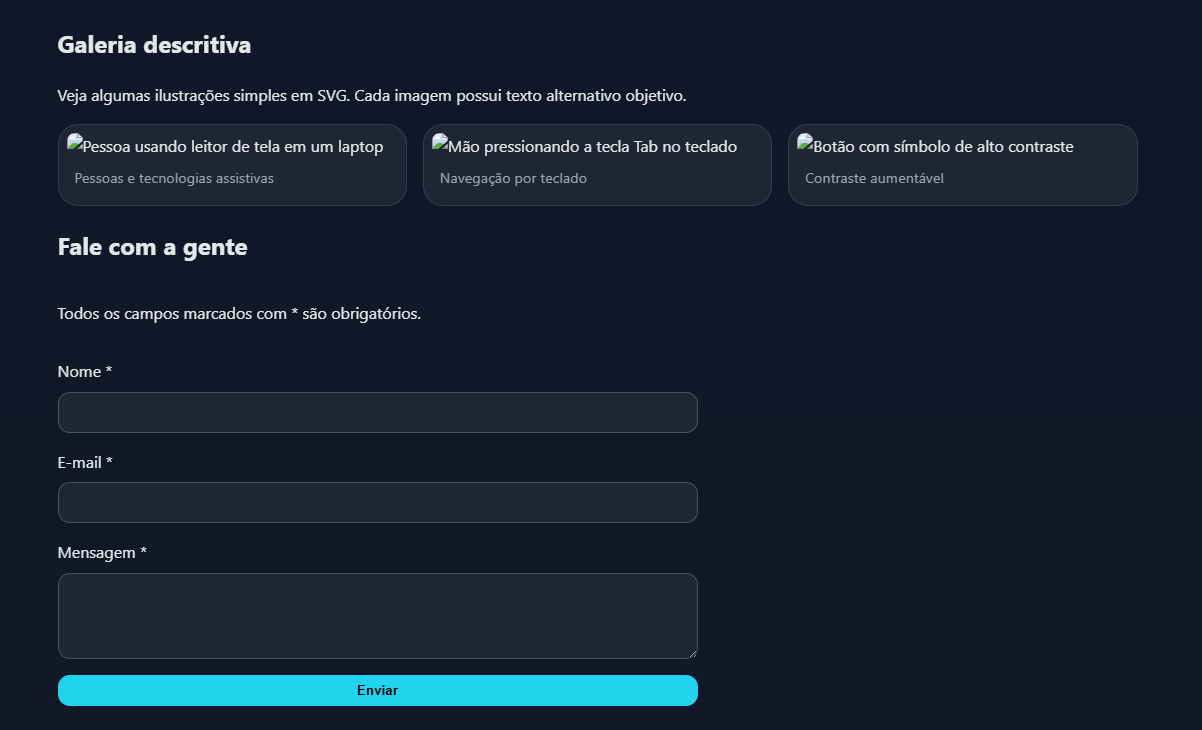 Galeria descritiva
Veja algumas ilustrações simples em SVG. Cada imagem possui texto alternativo objetivo.
Pessoa usando leitor de tela em um laptop
Pessoas e tecnologias assistivas
Mão pressionando a tecla Tab no teclado
Navegação por teclado
Botão com símbolo de alto contraste
Contraste aumentável
Fale com a gente
Todos os campos marcados com * são obrigatórios.
Nome *
E-mail *
Mensagem *
Enviar